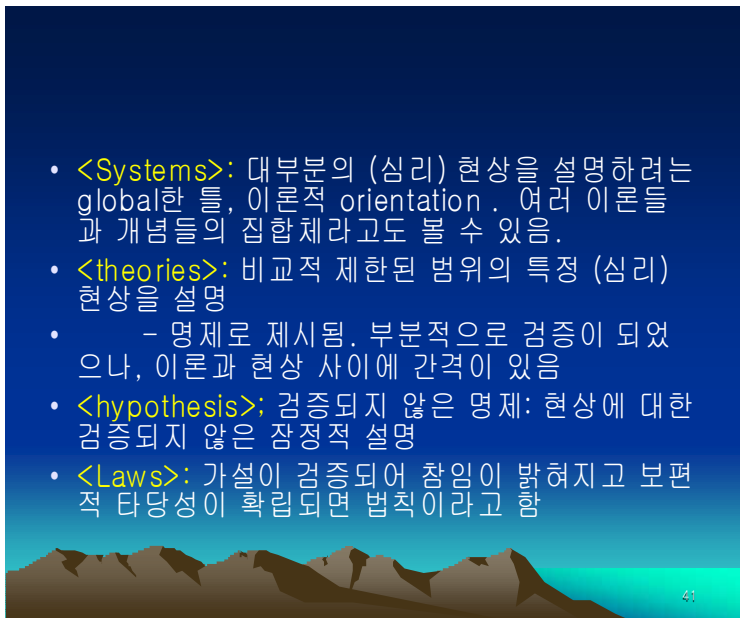 • <Systems>: 대부분의 (심리) 현상을 설명하려는
global한 틀, 이론적 orientation . 여러 이론들
과 개념들의 집합체라고도 볼 수 있음.
• <theories>: 비교적 제한된 범위의 특정 (심리)
현상을 설명
• - 명제로 제시됨. 부분적으로 검증이 되었
으나, 이론과 현상 사이에 간격이 있음
• <hypothesis>; 검증되지 않은 명제: 현상에 대한
검증되지 않은 잠정적 설명
• <Laws>: 가설이 검증되어 참임이 밝혀지고 보편
적 타당성이 확립되면 법칙이라고 함
41